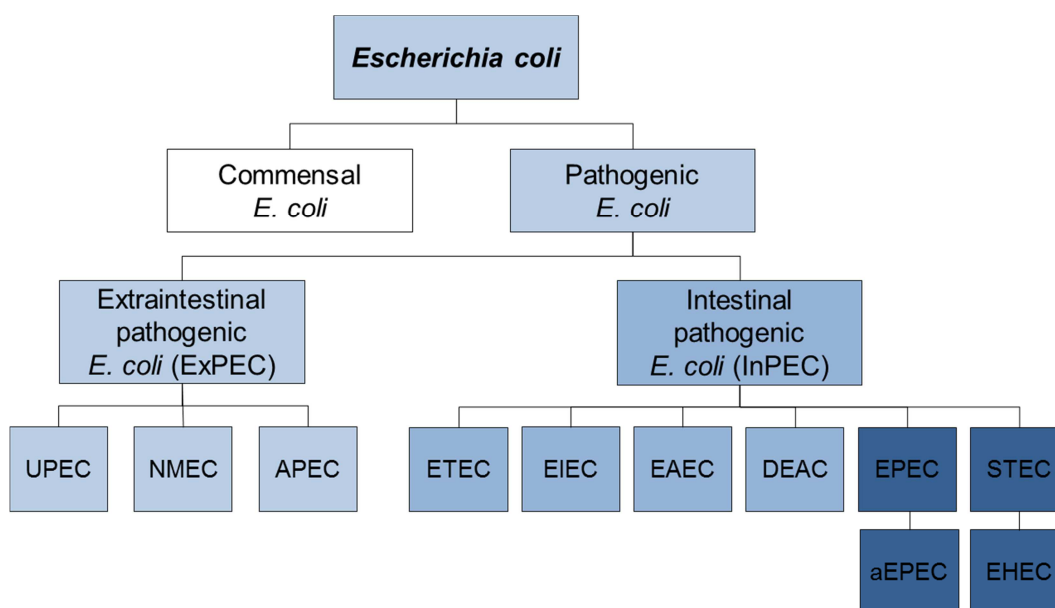 Escherichia coli
Commensal
E. coli
Pathogenic
E. coli
Extraintestinal
pathogenic
E. coli (ExPEC)
Intestinal
pathogenic
E. coli (InPEC)
UPEC
NMEC
APEC
ETEC
EIEC
EAEC
DEAC
EPEC
STEC
aEPEC
EHEC